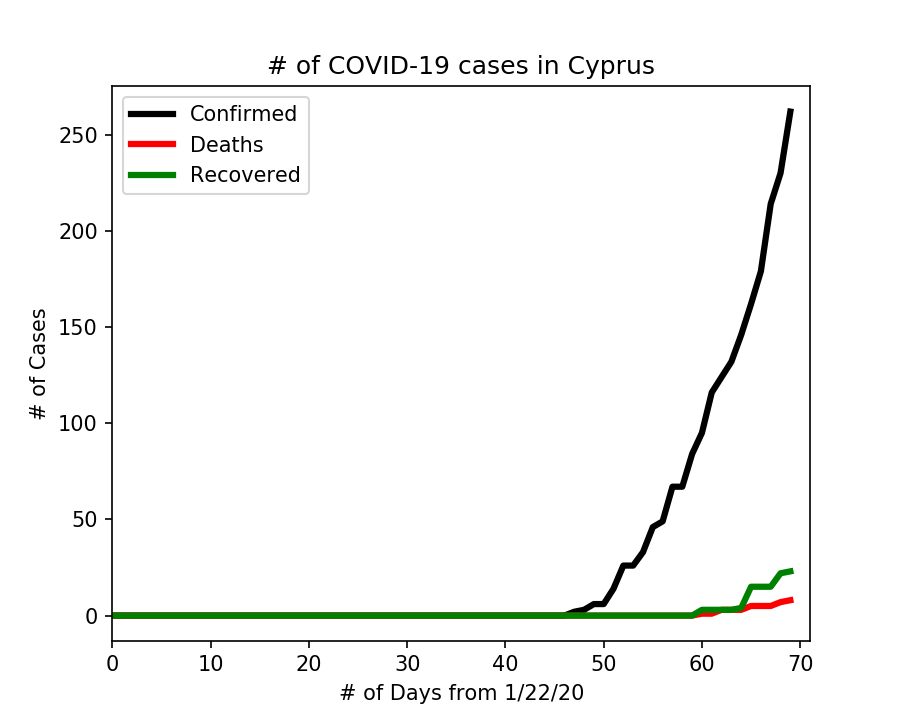 # of COVID-19 cases in Cyprus
Confirmed
Deaths
Recovered
250
200
150
100
50
0
# of Cases
0 10 20 30 40 50 60 70
# of Days from 1/22/20